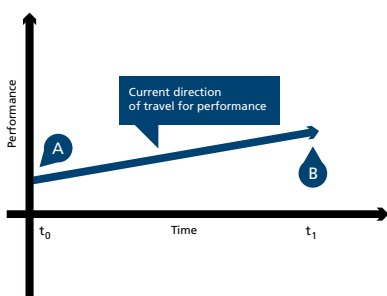 Current direction
of travel for performance
Performance
A
B
t0
Time
t1